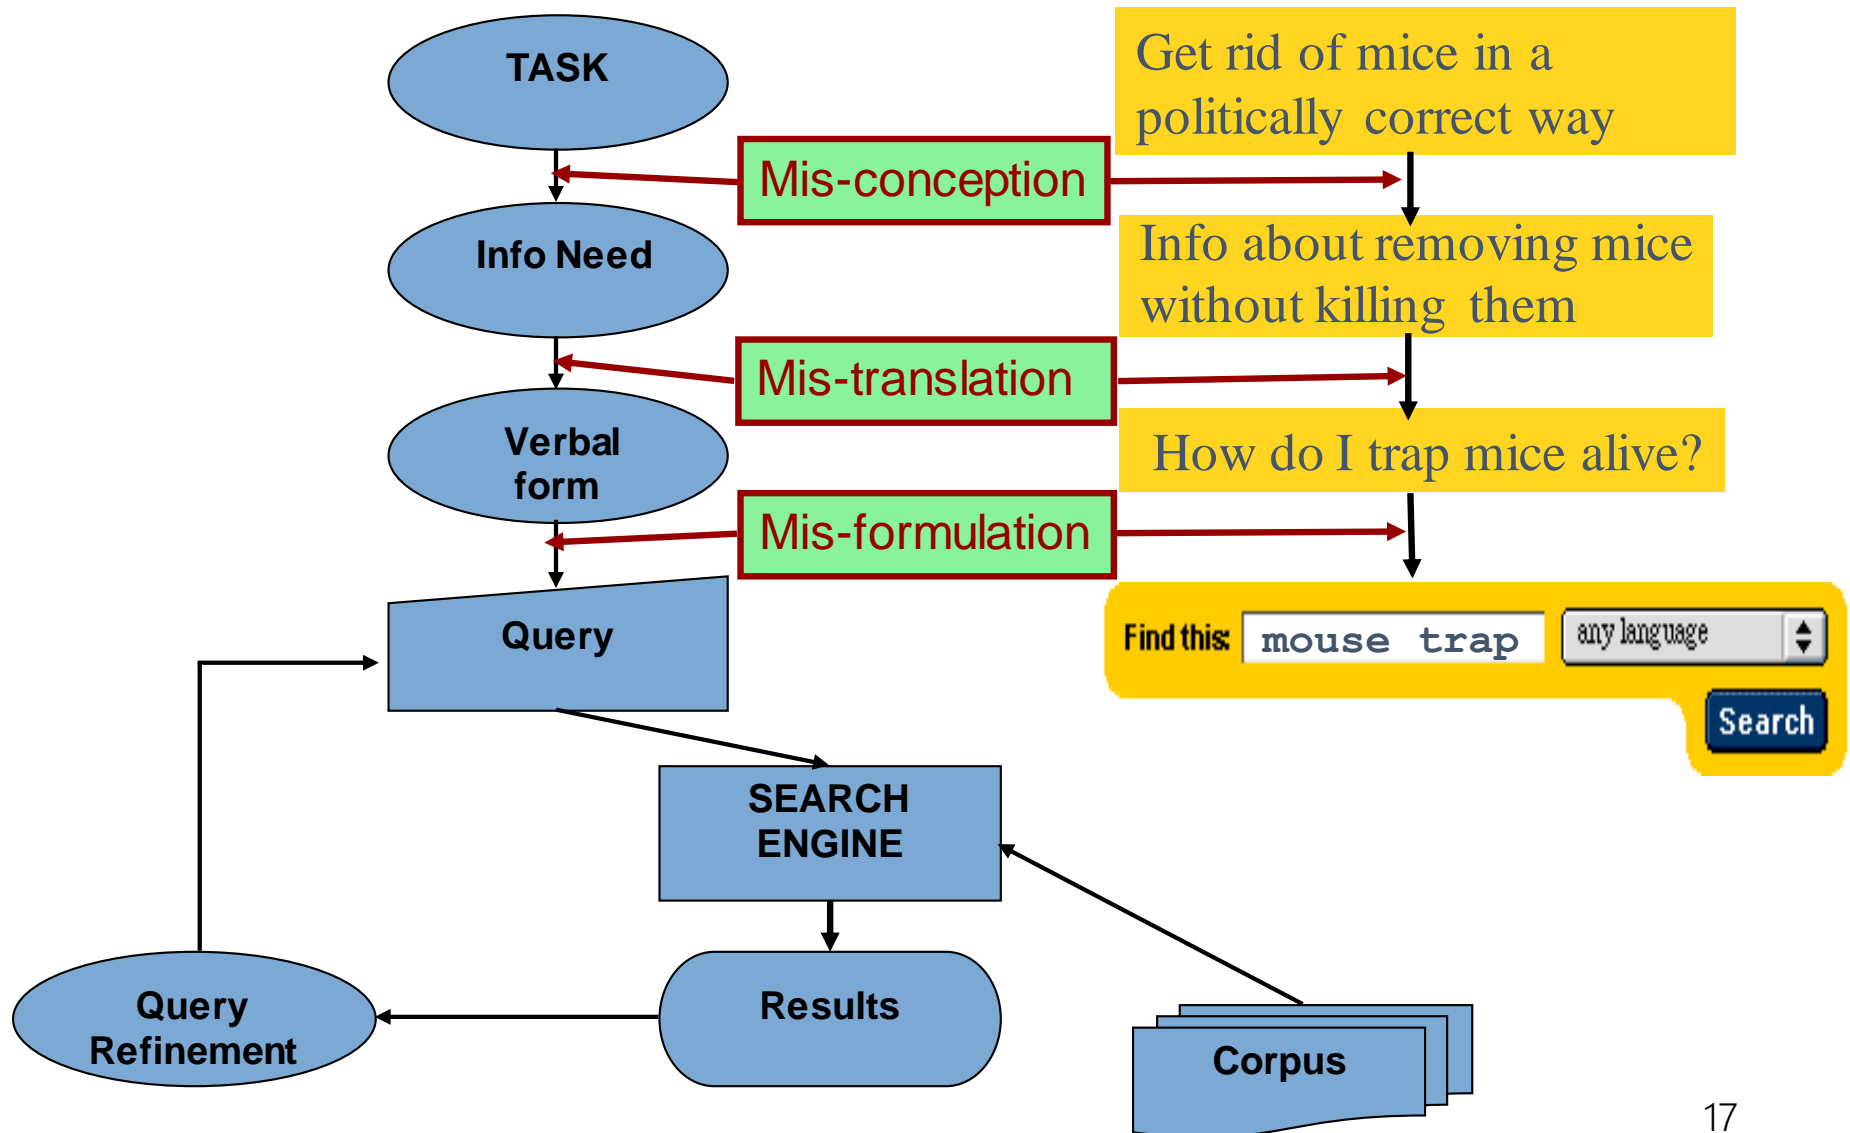 TASK
Get rid of mice in a
politically correct way
Mis-conception
Info Need
Info about removing mice
without killing them
Mis-translation
Verbal
form
How do I trap mice alive?
Mis-formulation
Query
Find this: mouse trap any language
Search
SEARCH
ENGINE
Results
Query
Refinement
Corpus
17